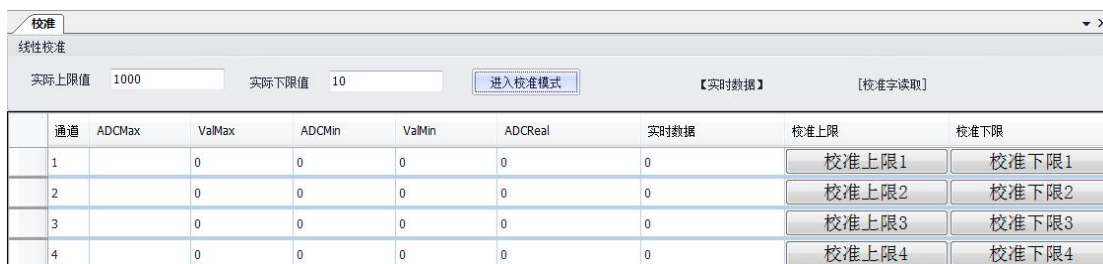 校准
线性校准
实际上限值 1000 实际下限值 10 进入校准模式 【实时数据】 [校准字读取]
通道 ADCMax ValMax ADCMin ValMin ADCReal 实时数据 校准上限 校准下限
1 0 0 0 0 0 校准上限1 校准下限1
2 0 0 0 0 0 校准上限2 校准下限2
3 0 0 0 0 0 校准上限3 校准下限3
4 0 0 0 0 0 校准上限4 校准下限4